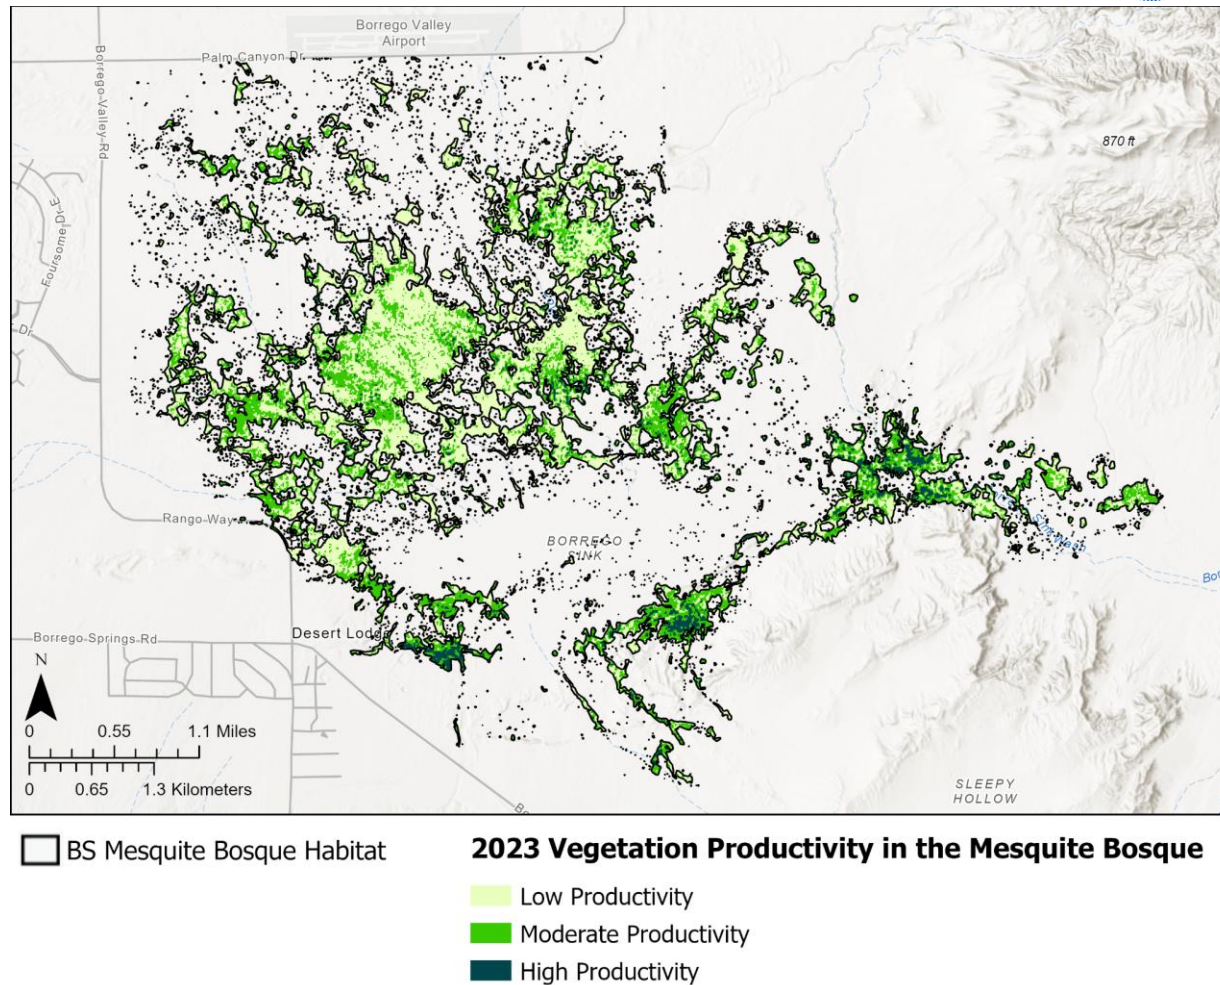 Borrego Valley
Airport
Palm Canyon Dr
Borrego Valley Rd
870 ft
Foursome Dr E
Dr
Rango Way
BORREGO
SINK
Borrego Springs Rd
Desert Lodge
N
0 0.55 1.1 Miles
0 0.65 1.3 Kilometers
SLEEPY
HOLLOW
BS Mesquite Bosque Habitat
2023 Vegetation Productivity in the Mesquite Bosque
Low Productivity
Moderate Productivity
High Productivity